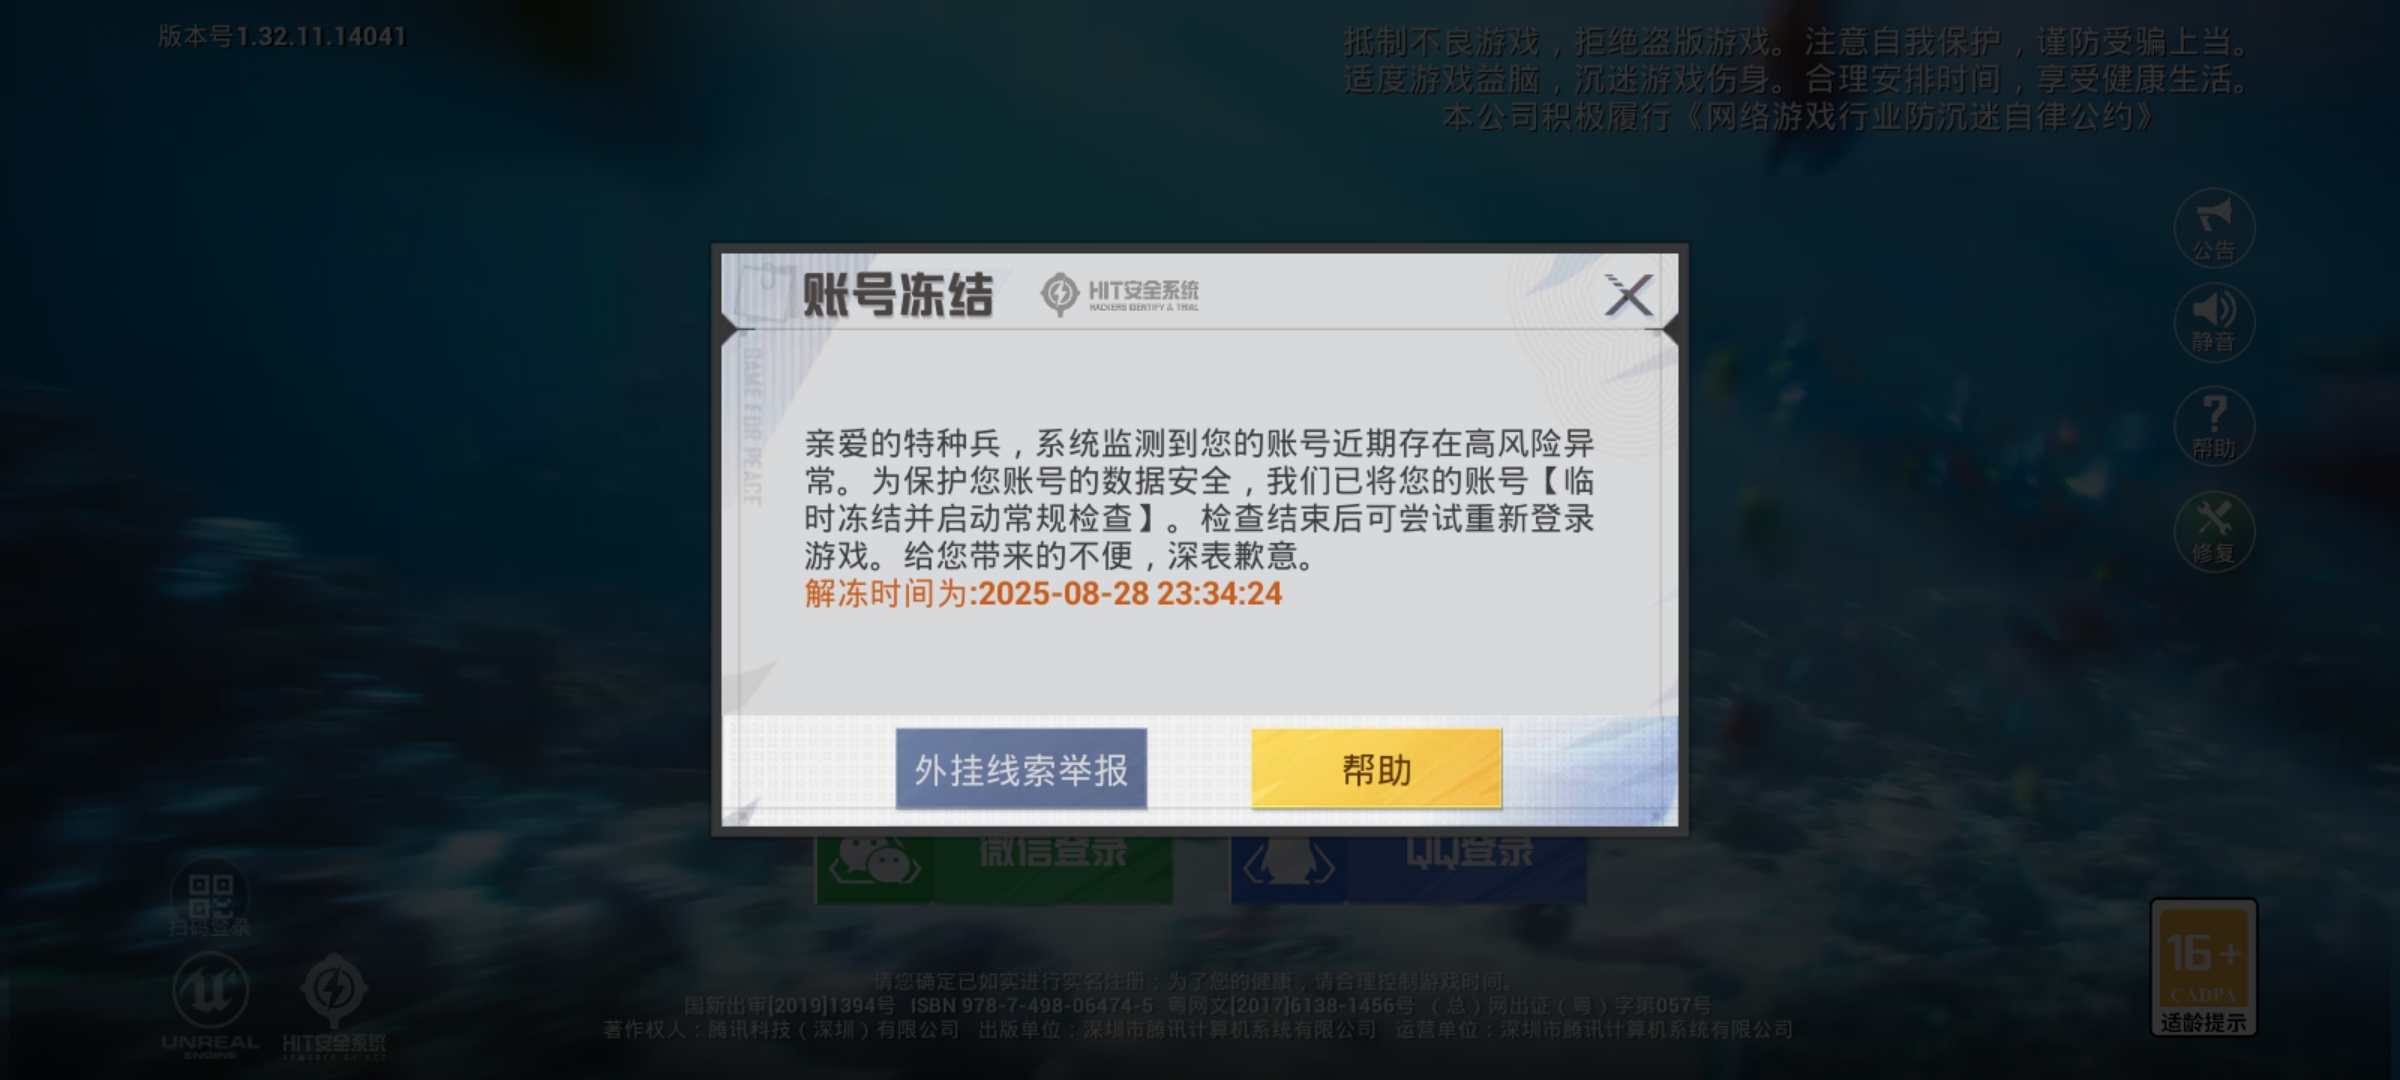 版本号1.32.11.14041
抵制不良游戏，拒绝盗版游戏。注意自我保护，谨防受骗上当。
适度游戏益脑，沉迷游戏伤身。合理安排时间，享受健康生活。
本公司积极履行《网络游戏行业防沉迷自律公约》
公告
静音
帮助
修复
账号冻结
HIT安全系统
HACKERS IDENTIFY & TRIAL
GAME FOR PEACE
亲爱的特种兵，系统监测到您的账号近期存在高风险异
常。为保护您账号的数据安全，我们已将您的账号【临
时冻结并启动常规检查】。检查结束后可尝试重新登录
游戏。给您带来的不便，深表歉意。
解冻时间为:2025-08-28 23:34:24
外挂线索举报
帮助
微信登录
QQ登录
扫码登录
UNREAL
ENGINE
HIT安全系统
POWERED BY ACE
16+
CADPA
适龄提示
请您确定已如实进行实名注册；为了您的健康，请合理控制游戏时间。
国新出审[2019]1394号 ISBN 978-7-498-06474-5 粤网文[2017]6138-1456号 （总）网出证（粤）字第057号
著作权人：腾讯科技（深圳）有限公司 出版单位：深圳市腾讯计算机系统有限公司 运营单位：深圳市腾讯计算机系统有限公司